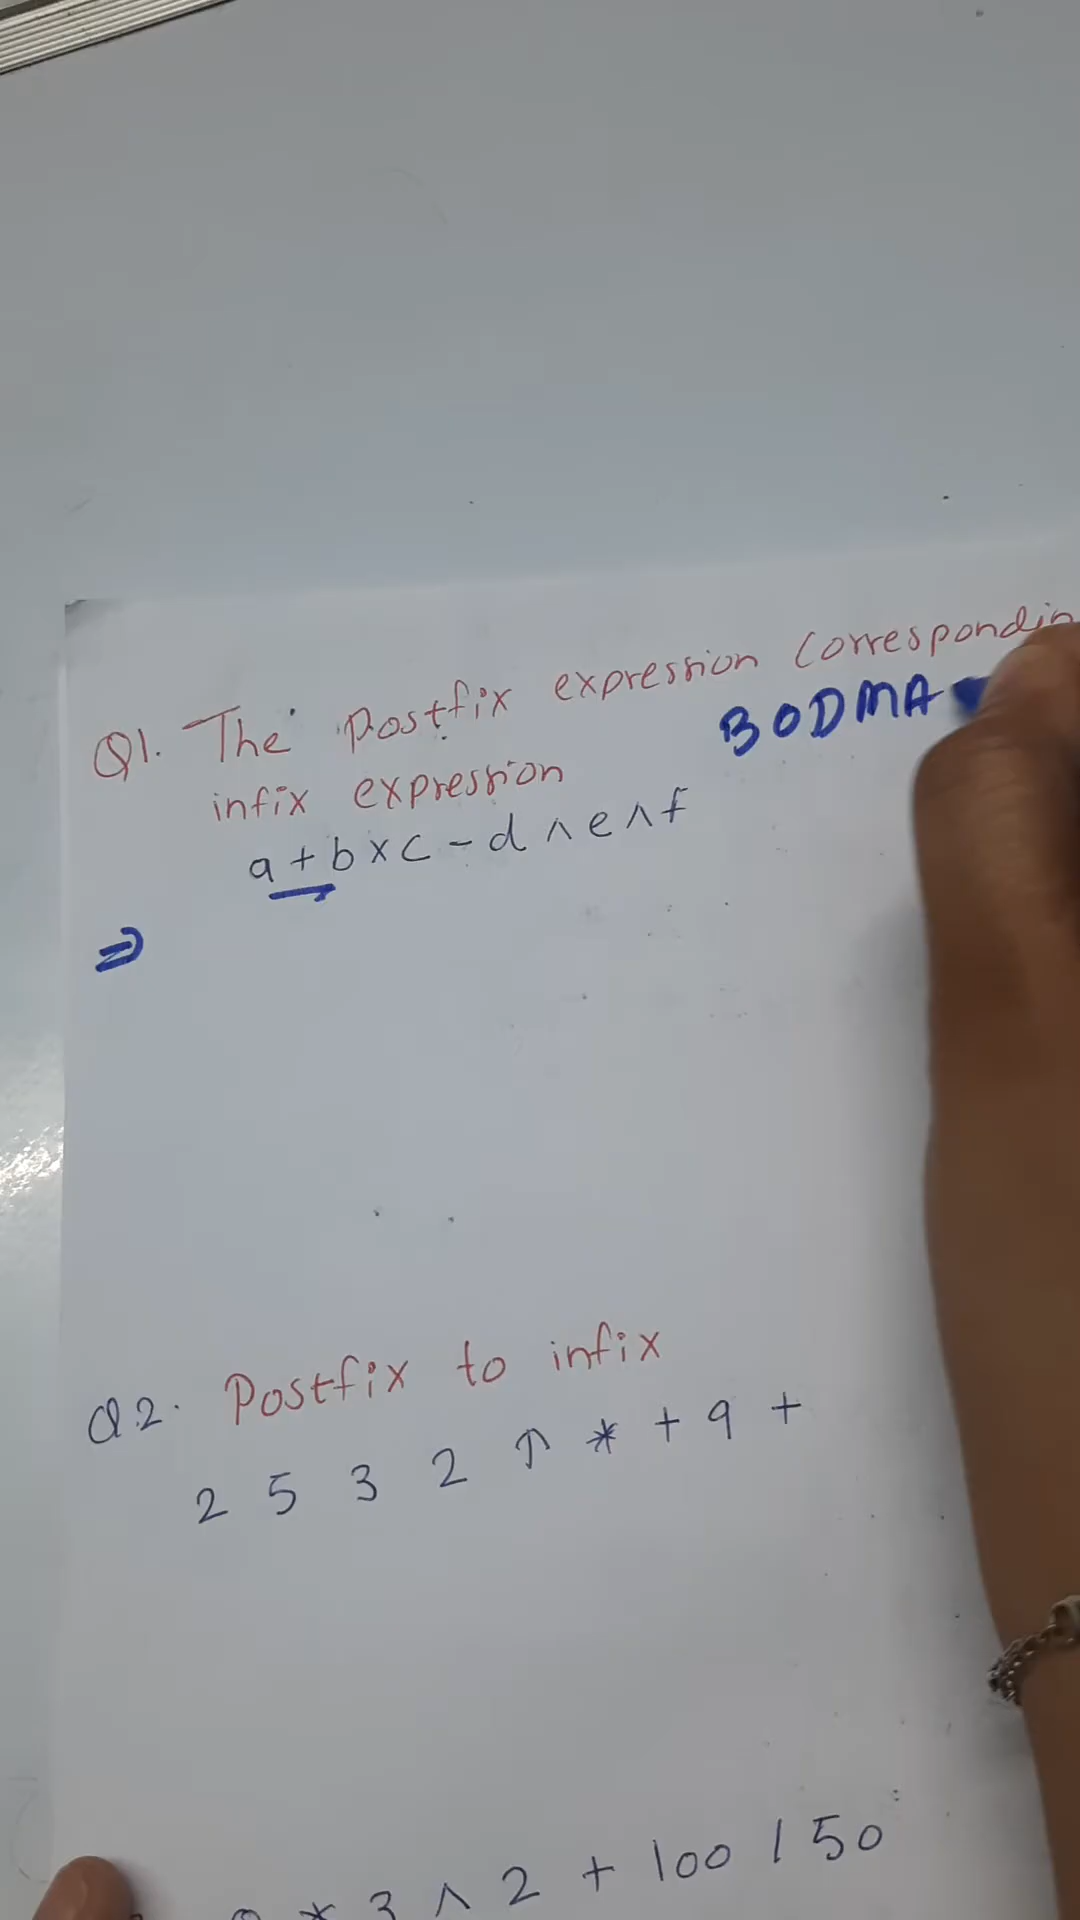 Q1. The Postfix expression Correspondin
BODMA
infix expression
a + b × c - d ^ e ^ f
⇒
Q.2. Postfix to infix
2 5 3 2 ↑ * + 9 +
* 3 ^ 2 + 100 / 50